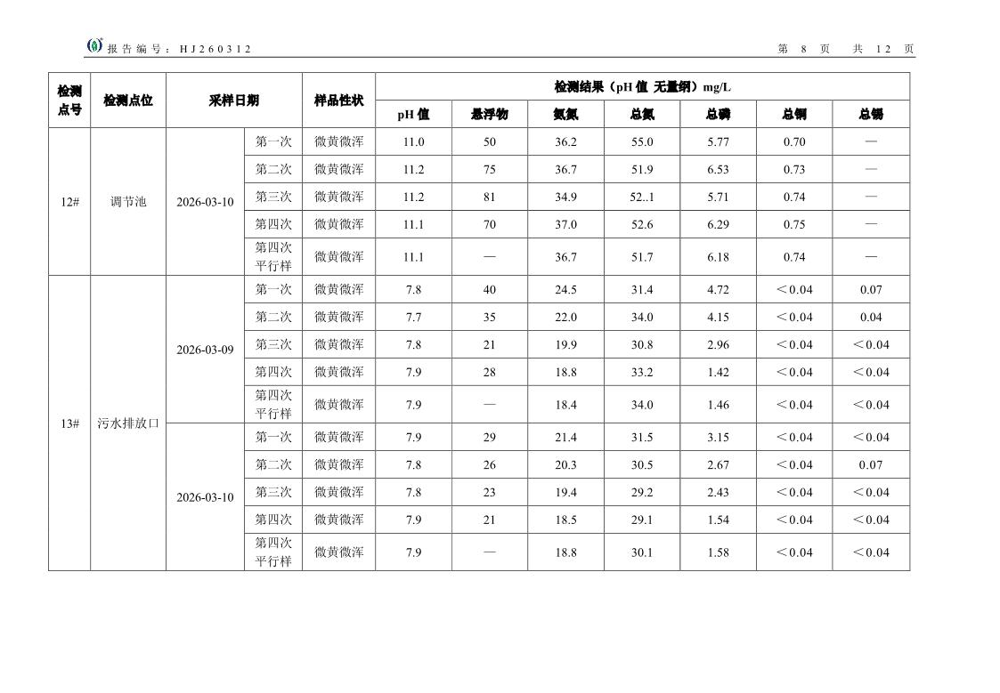 报告编号：HJ260312 第 8 页 共 12 页
检测点号 检测点位 采样日期 样品性状 检测结果（pH 值 无量纲）mg/L
pH 值 悬浮物 氨氮 总氮 总磷 总铜 总锡
12# 调节池 2026-03-10 第一次 微黄微浑 11.0 50 36.2 55.0 5.77 0.70 —
第二次 微黄微浑 11.2 75 36.7 51.9 6.53 0.73 —
第三次 微黄微浑 11.2 81 34.9 52..1 5.71 0.74 —
第四次 微黄微浑 11.1 70 37.0 52.6 6.29 0.75 —
第四次平行样 微黄微浑 11.1 — 36.7 51.7 6.18 0.74 —
13# 污水排放口 2026-03-09 第一次 微黄微浑 7.8 40 24.5 31.4 4.72 ＜0.04 0.07
第二次 微黄微浑 7.7 35 22.0 34.0 4.15 ＜0.04 0.04
第三次 微黄微浑 7.8 21 19.9 30.8 2.96 ＜0.04 ＜0.04
第四次 微黄微浑 7.9 28 18.8 33.2 1.42 ＜0.04 ＜0.04
第四次平行样 微黄微浑 7.9 — 18.4 34.0 1.46 ＜0.04 ＜0.04
2026-03-10 第一次 微黄微浑 7.9 29 21.4 31.5 3.15 ＜0.04 ＜0.04
第二次 微黄微浑 7.8 26 20.3 30.5 2.67 ＜0.04 0.07
第三次 微黄微浑 7.8 23 19.4 29.2 2.43 ＜0.04 ＜0.04
第四次 微黄微浑 7.9 21 18.5 29.1 1.54 ＜0.04 ＜0.04
第四次平行样 微黄微浑 7.9 — 18.8 30.1 1.58 ＜0.04 ＜0.04